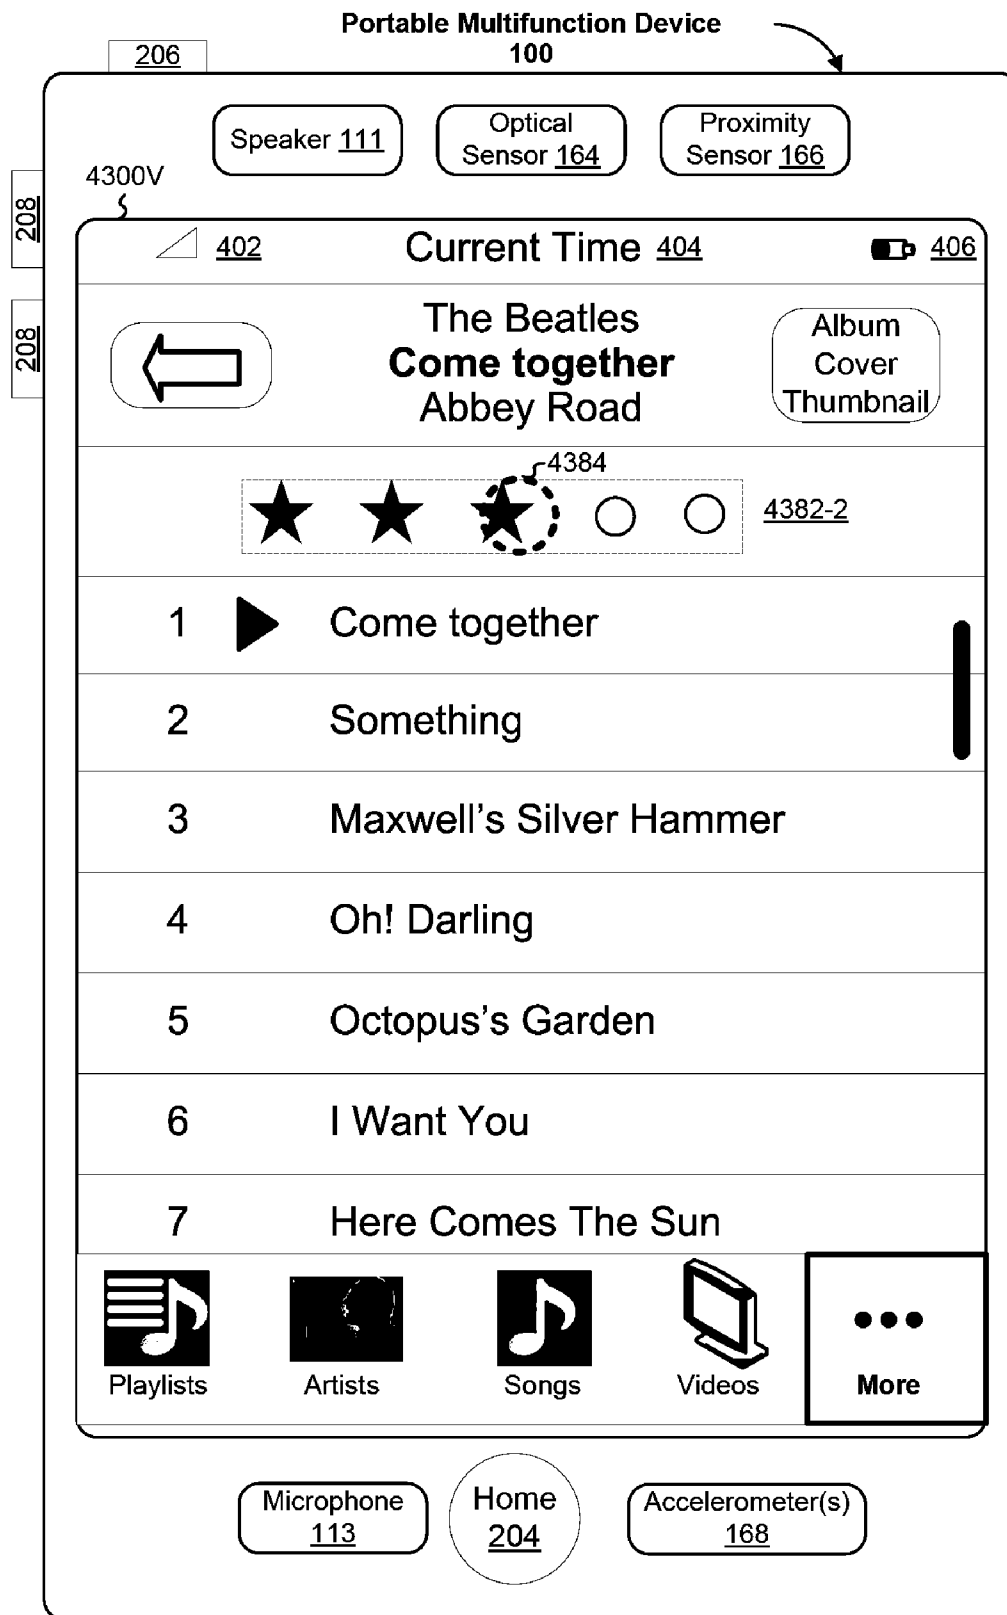 Portable Multifunction Device
100
206
Speaker 111
Optical
Sensor 164
Proximity
Sensor 166
4300V
208
208
402
Current Time 404
406
The Beatles
Come together
Abbey Road
Album
Cover
Thumbnail
4384
4382-2
1 Come together
2 Something
3 Maxwell's Silver Hammer
4 Oh! Darling
5 Octopus's Garden
6 I Want You
7 Here Comes The Sun
Playlists
Artists
Songs
Videos
More
Microphone
113
Home
204
Accelerometer(s)
168